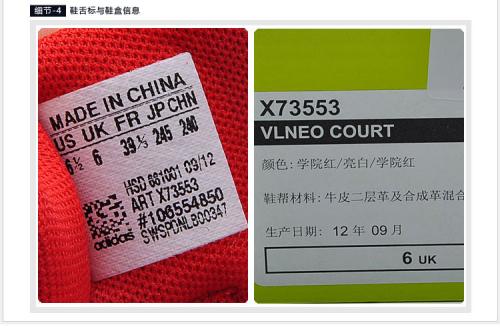 细节-4 鞋舌标与鞋盒信息
MADE IN CHINA
US UK FR JP CHN
6½ 6 39⅓ 245 240
HSD 681001 09/12
ART X73553
#106554850
SWSPDNLB00347
adidas
X73553
VLNEO COURT
颜色: 学院红/亮白/学院红
鞋帮材料: 牛皮二层革及合成革混合
生产日期: 12 年 09 月
6 UK